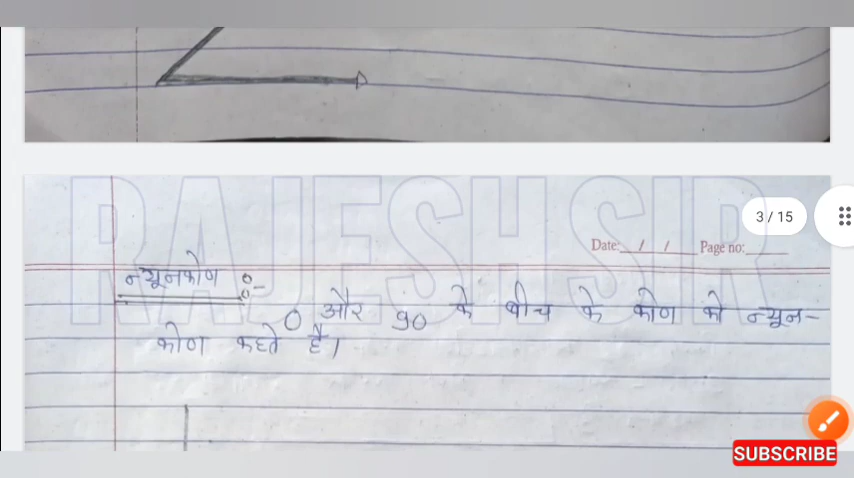 RAJESH SIR
3 / 15
Date: / / Page no:
न्यूनकोण :-
0 और 90 के बीच के कोण को न्यून-
कोण कहते हैं।
SUBSCRIBE